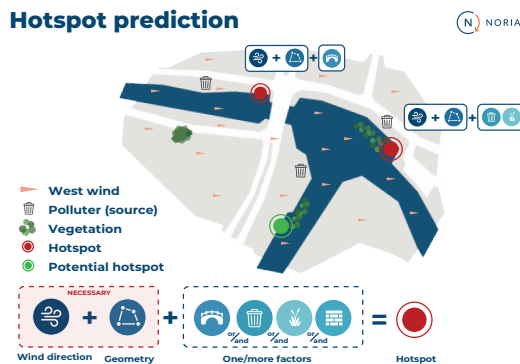 Hotspot prediction
N NORIA
+ +
+ +
West wind
Polluter (source)
Vegetation
Hotspot
Potential hotspot
NECESSARY
+ + =
or/and or/and or/and
Wind direction Geometry One/more factors Hotspot